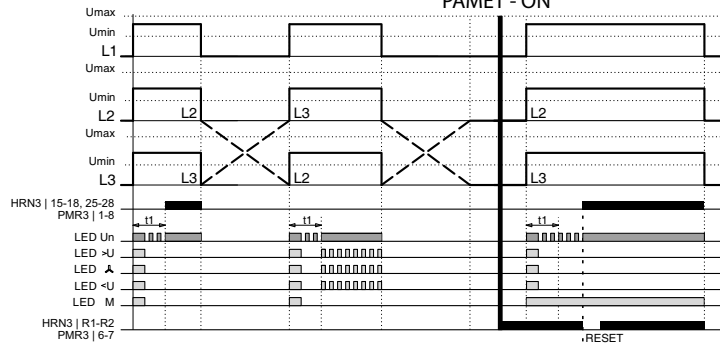 PAMĚŤ - ON
Umax
Umin
L1
Umax
Umin
L2
L2
L3
L2
Umax
Umin
L3
L3
L2
L3
HRN3 | 15-18, 25-28
PMR3 | 1-8
t1
t1
t1
LED Un
LED >U
LED
LED <U
LED M
HRN3 | R1-R2
PMR3 | 6-7
RESET